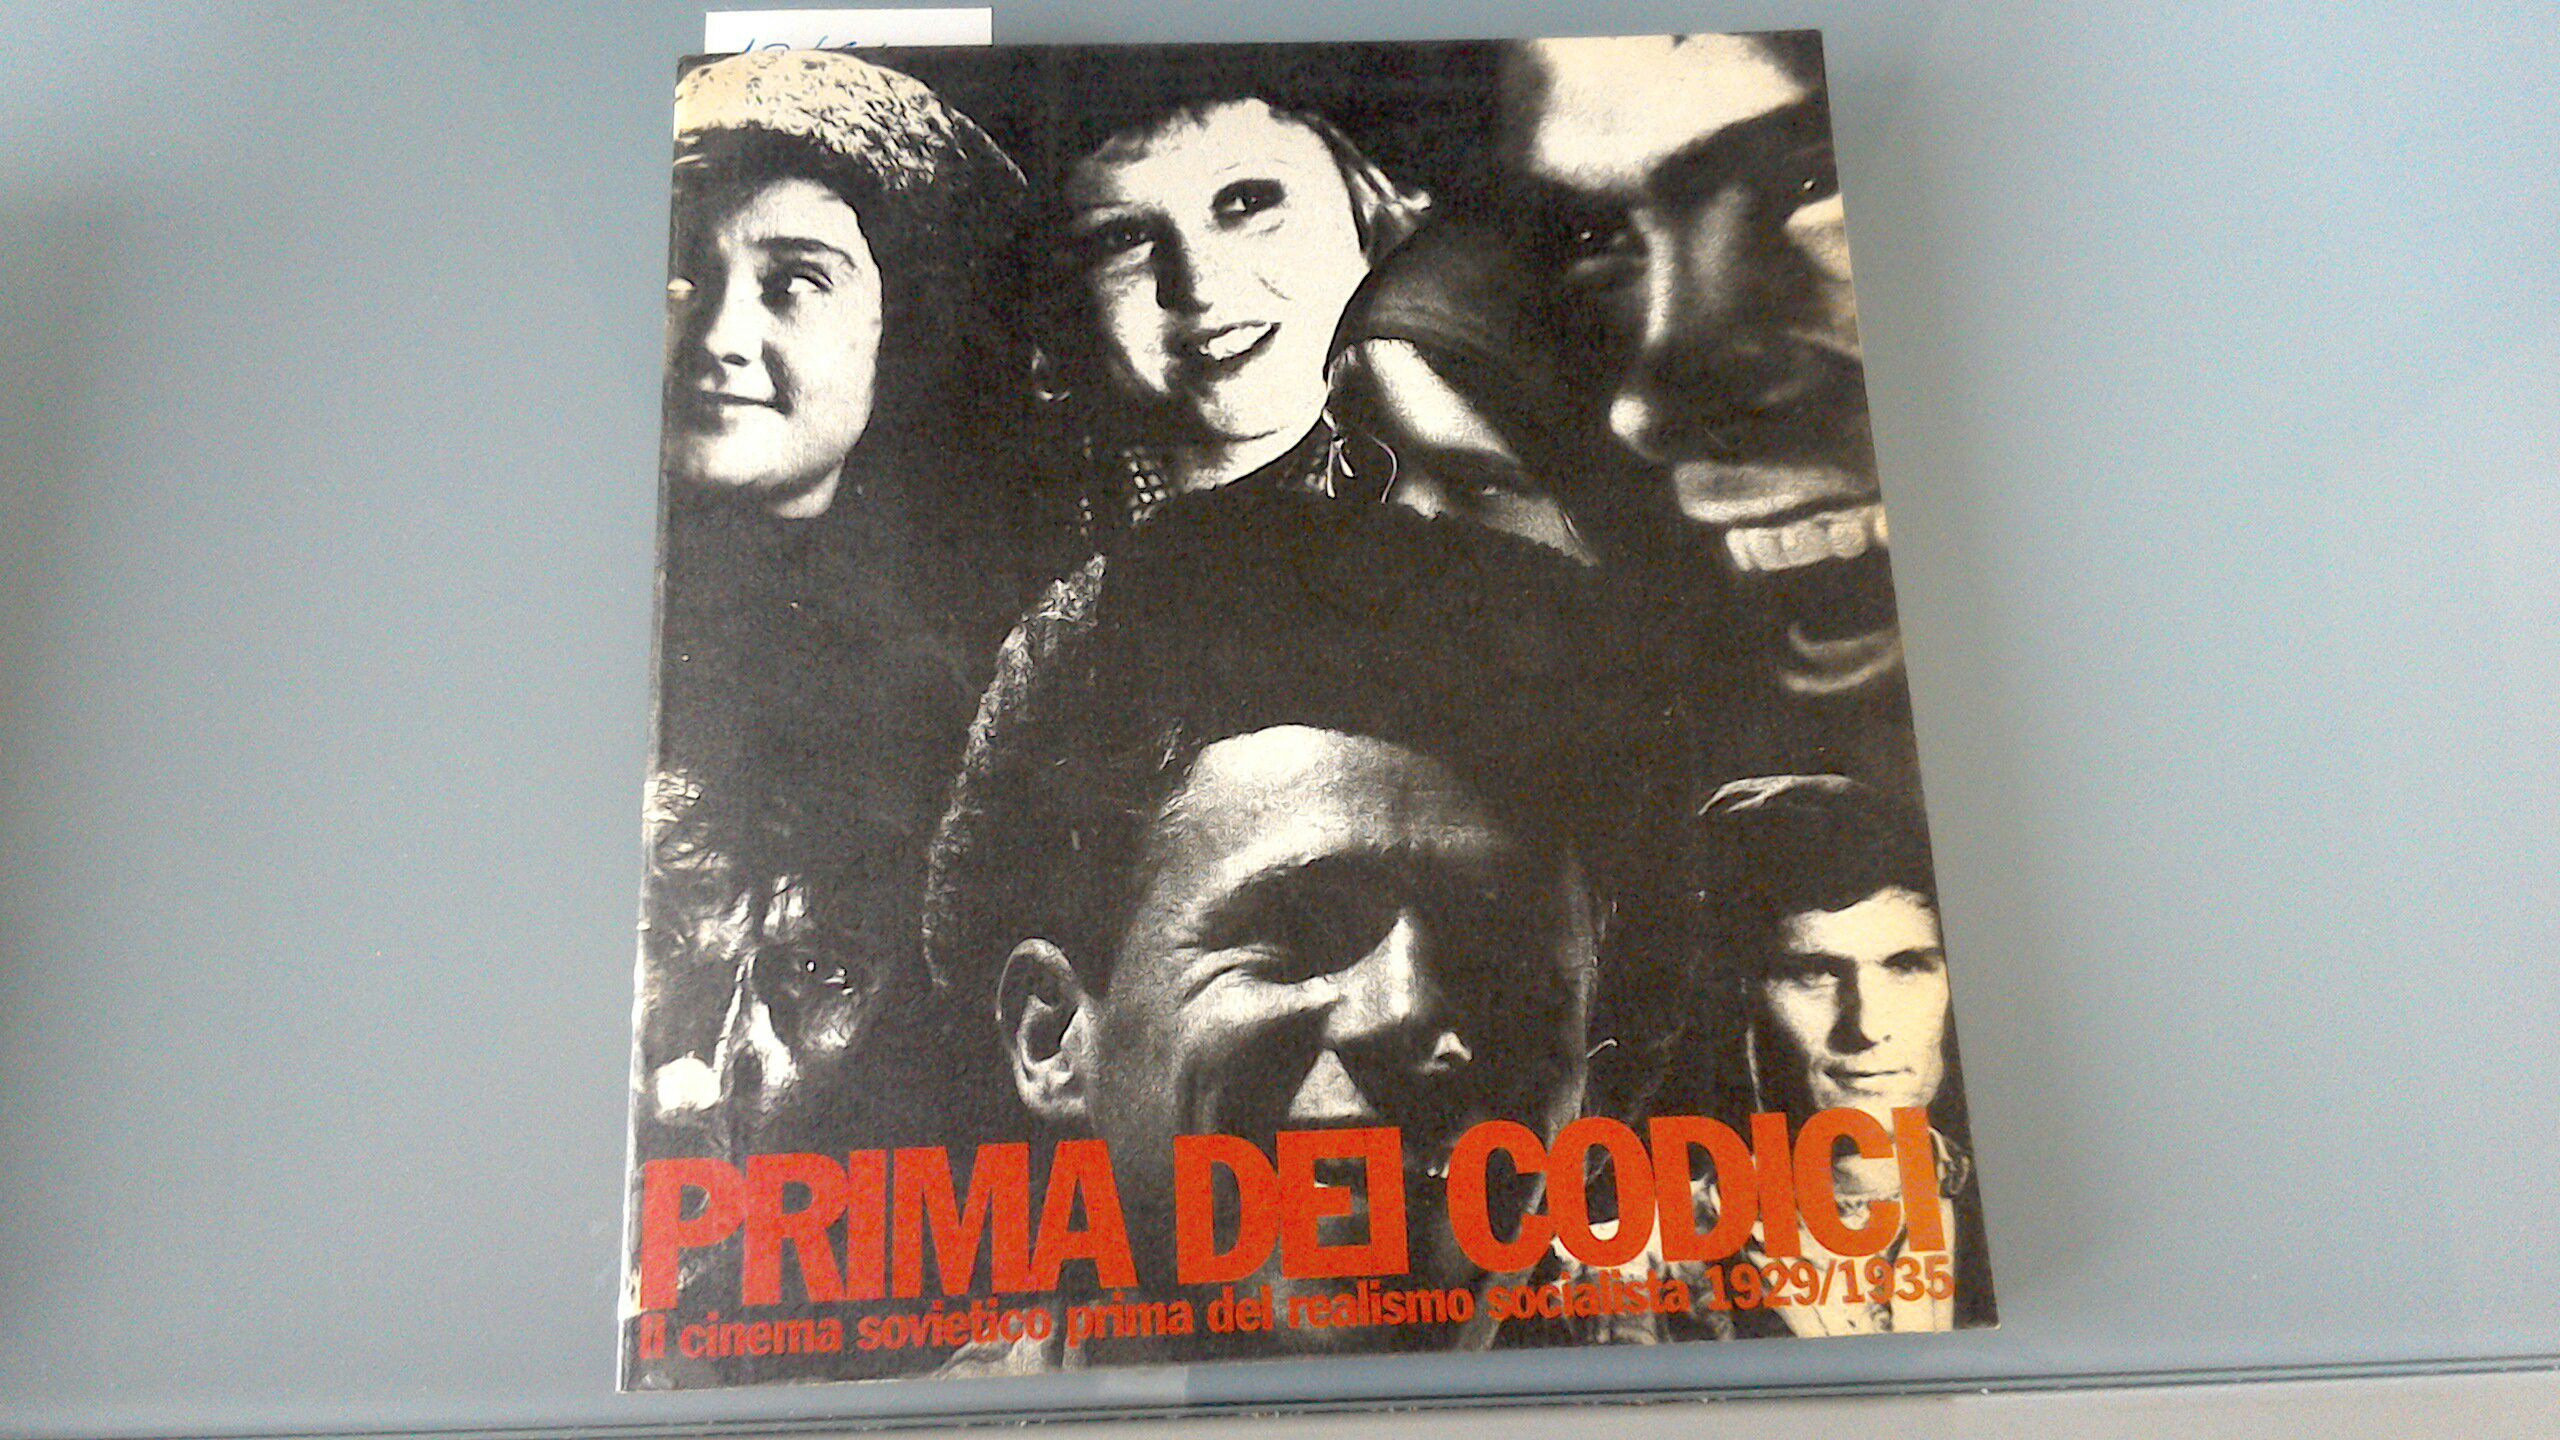 PRIMA DEI CODICI
Il cinema sovietico prima del realismo socialista 1929/1935